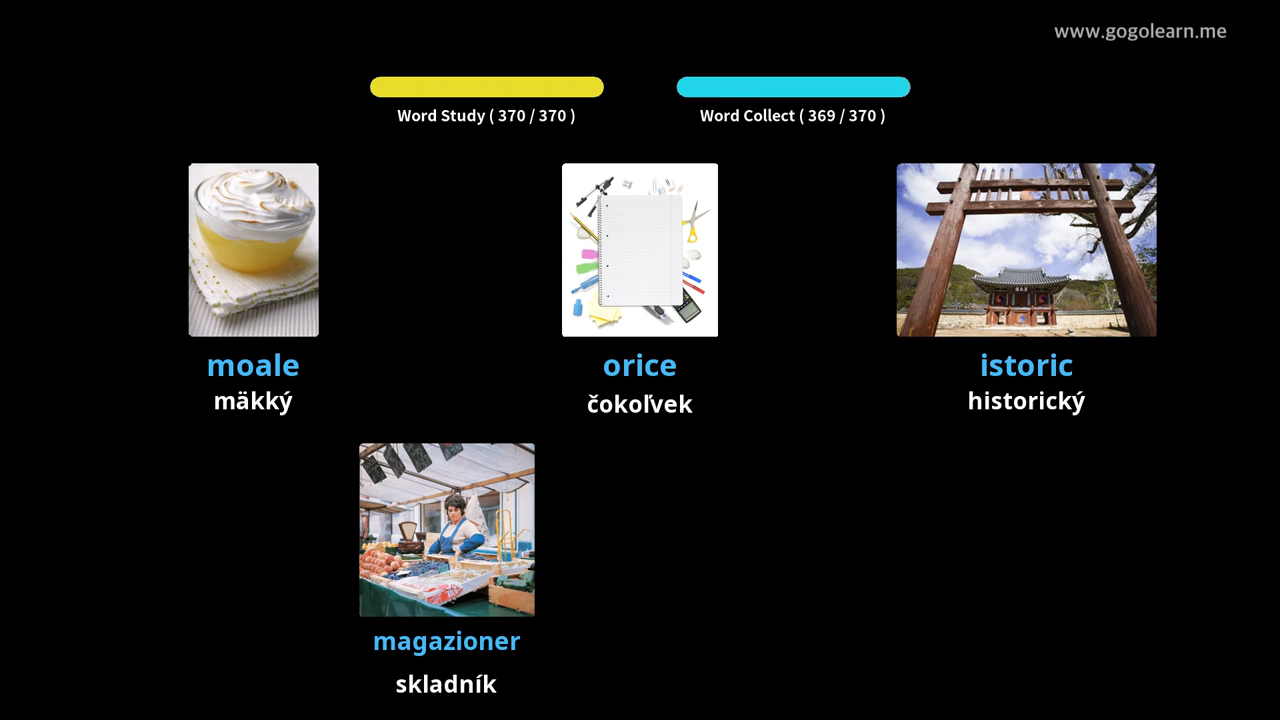 www.gogolearn.me
Word Study ( 370 / 370 )
Word Collect ( 369 / 370 )
moale
mäkký
orice
čokoľvek
istoric
historický
magazioner
skladník